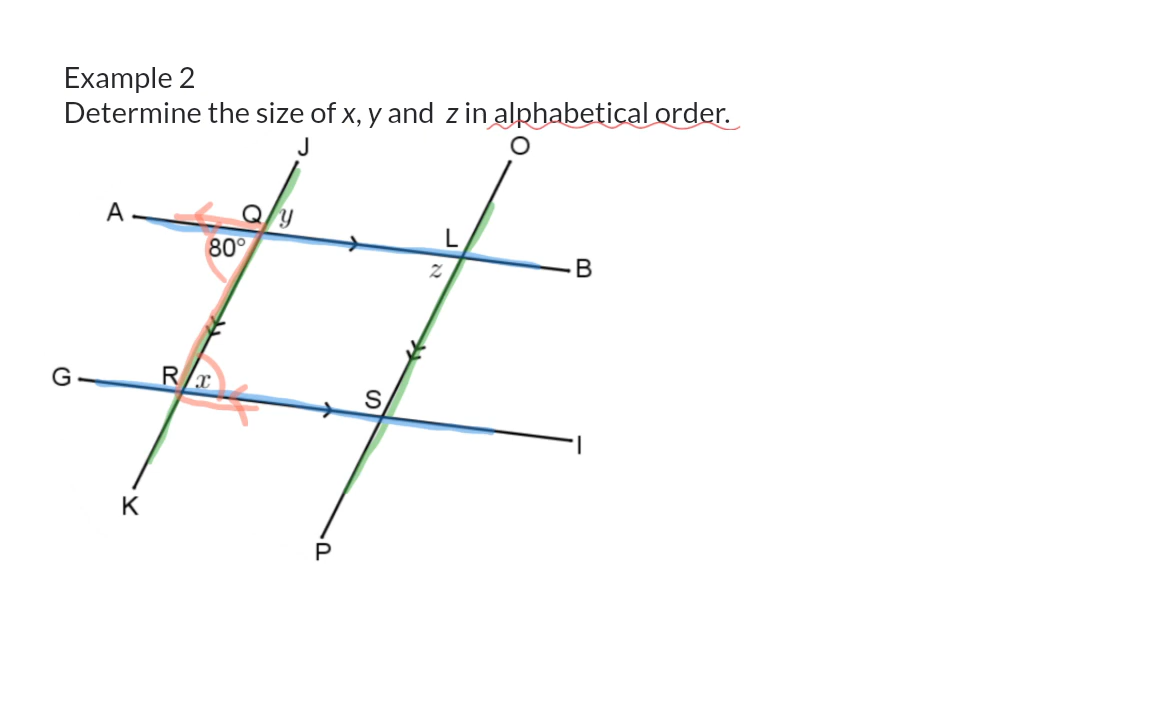 Example 2
Determine the size of x, y and z in alphabetical order.
J
O
A
Q y
80°
L
B
z
G
R x
S
I
K
P